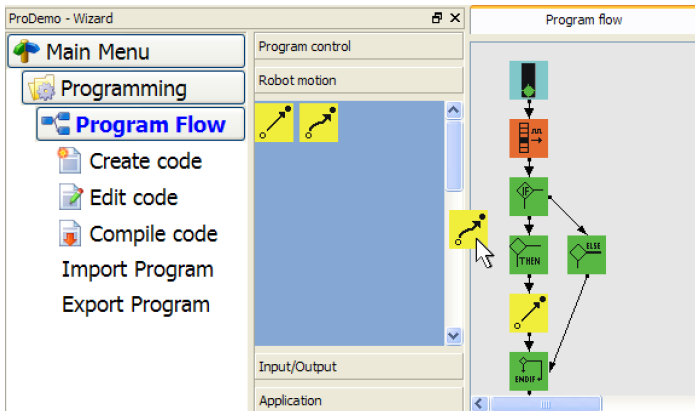 ProDemo - Wizard
Main Menu
Programming
Program Flow
Create code
Edit code
Compile code
Import Program
Export Program
Program control
Robot motion
Input/Output
Application
Program flow
IF
THEN
ELSE
ENDIF